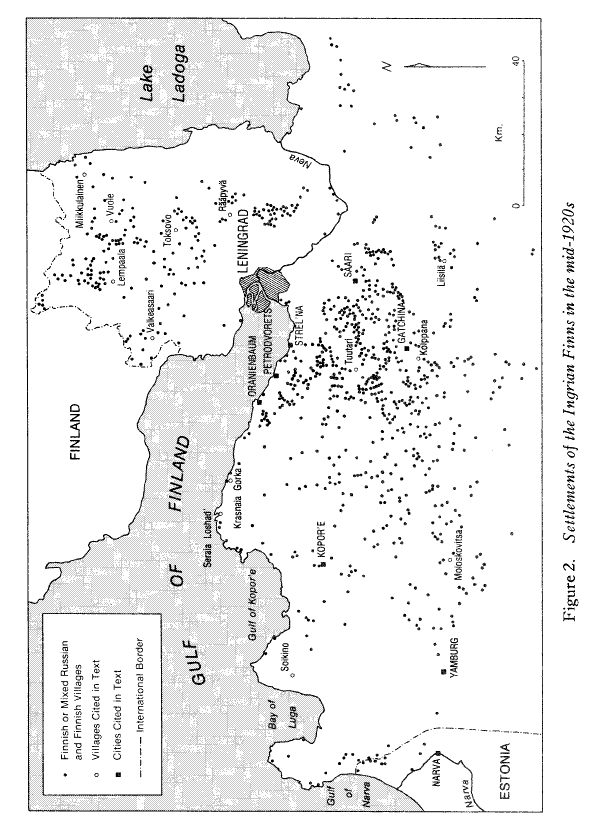 Lake
Ladoga
N
40
Km.
0
Neva
Miikkulainen
Vuole
Lempaala
Toksovo
Rääpyvä
Valkeasaari
LENINGRAD
FINLAND
GULF OF FINLAND
ORANIENBAUM
PETRODVORETS
STREL'NA
SAARI
Liistilä
GATCHINA
Tuutari
Kolppana
Krasnaia Gorka
Seraia Loshad'
KOPOR'E
Gulf of Kopor'e
Moloskovitsa
Soikino
YAMBURG
Bay of
Luga
Gulf
of
Narva
NARVA
Narva
ESTONIA
• Finnish or Mixed Russian
and Finnish Villages
○ Villages Cited in Text
■ Cities Cited in Text
International Border
Figure 2. Settlements of the Ingrian Finns in the mid-1920s